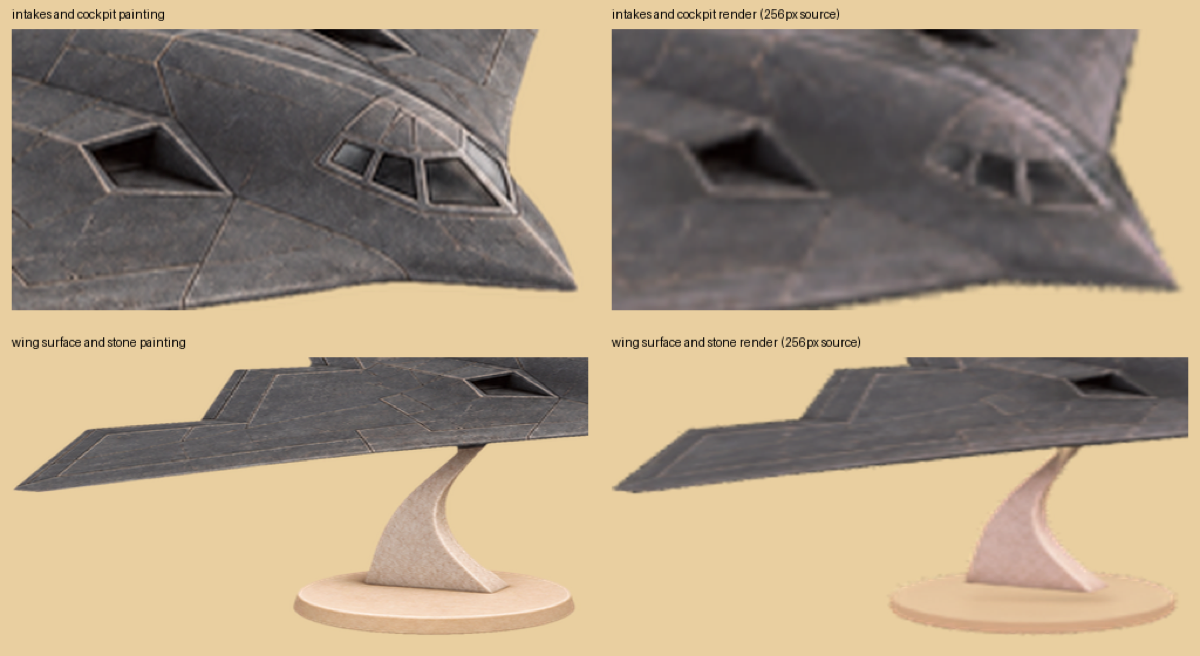 intakes and cockpit painting
intakes and cockpit render (256px source)
wing surface and stone painting
wing surface and stone render (256px source)